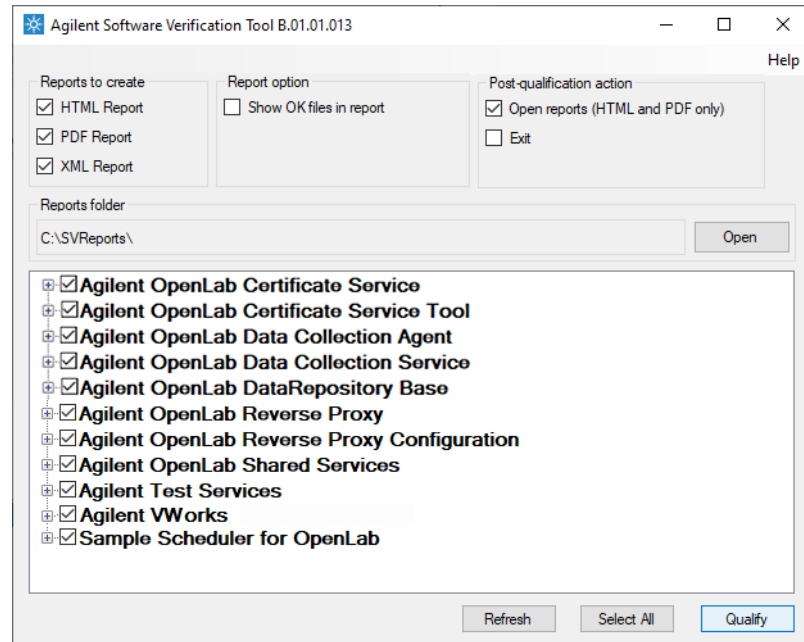 Agilent Software Verification Tool B.01.01.013
Help
Reports to create
HTML Report
PDF Report
XML Report
Report option
Show OK files in report
Post-qualification action
Open reports (HTML and PDF only)
Exit
Reports folder
C:\SVReports\
Open
Agilent OpenLab Certificate Service
Agilent OpenLab Certificate Service Tool
Agilent OpenLab Data Collection Agent
Agilent OpenLab Data Collection Service
Agilent OpenLab DataRepository Base
Agilent OpenLab Reverse Proxy
Agilent OpenLab Reverse Proxy Configuration
Agilent OpenLab Shared Services
Agilent Test Services
Agilent VWorks
Sample Scheduler for OpenLab
Refresh
Select All
Qualify